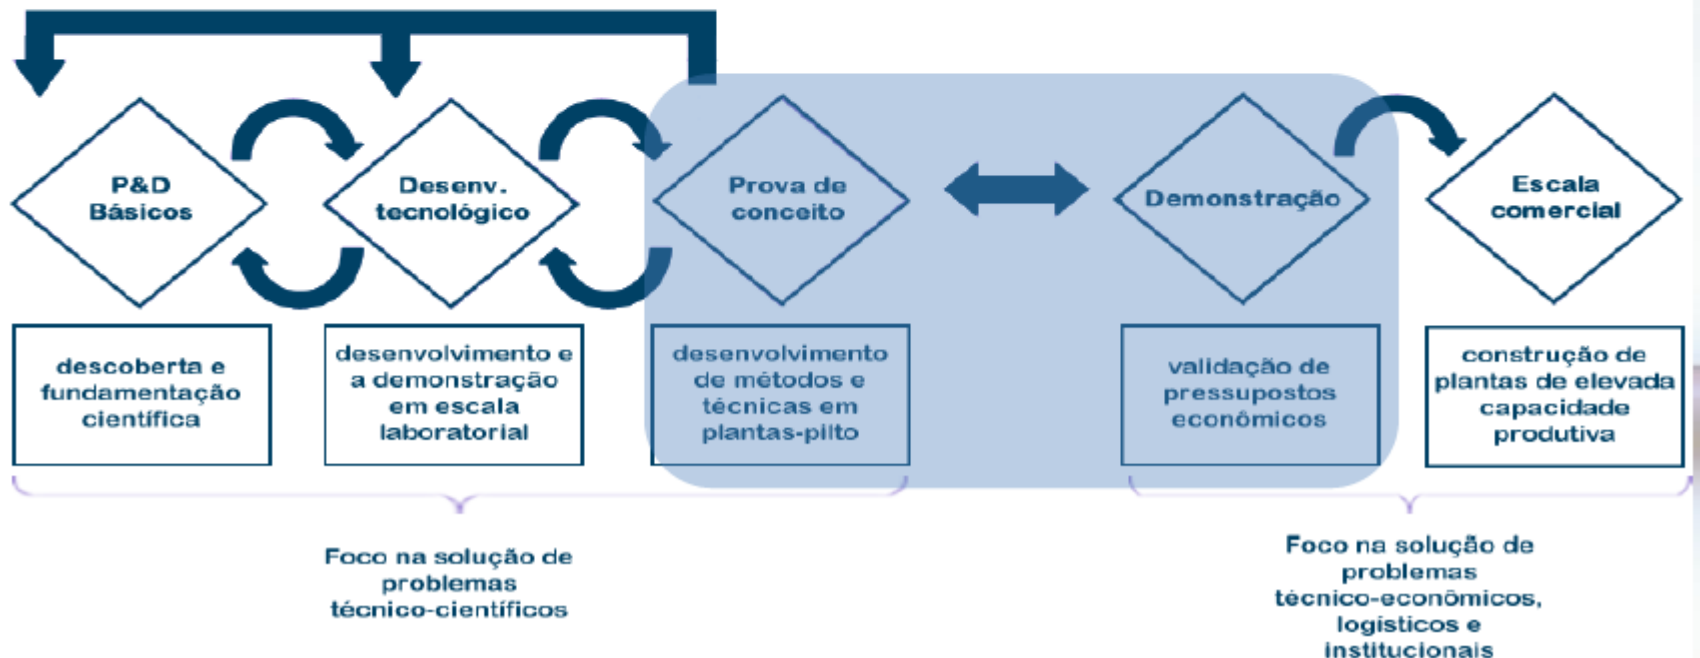 P&D
Básicos
Desenv.
tecnológico
Prova de
conceito
Demonstração
Escala
comercial
descoberta e
fundamentação
científica
desenvolvimento e
a demonstração
em escala
laboratorial
desenvolvimento
de métodos e
técnicas em
plantas-pilto
validação de
pressupostos
econômicos
construção de
plantas de elevada
capacidade
produtiva
Foco na solução de
problemas
técnico-científicos
Foco na solução de
problemas
técnico-econômicos,
logísticos e
institucionais